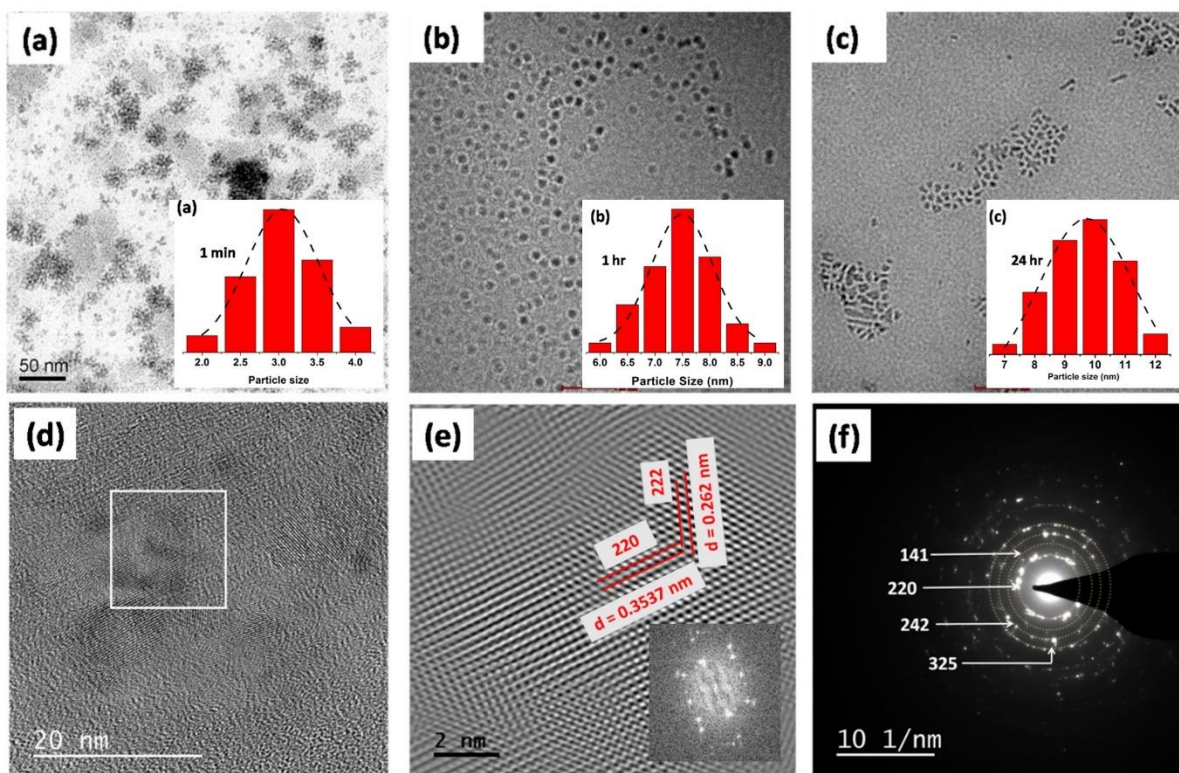 (a)
(a)
1 min
2.0 2.5 3.0 3.5 4.0
Particle size
50 nm
(b)
(b)
1 hr
6.0 6.5 7.0 7.5 8.0 8.5 9.0
Particle Size (nm)
(c)
(c)
24 hr
7 8 9 10 11 12
Particle size (nm)
(d)
20 nm
(e)
222
d = 0.262 nm
220
d = 0.3537 nm
2 nm
(f)
141
220
242
325
10 1/nm